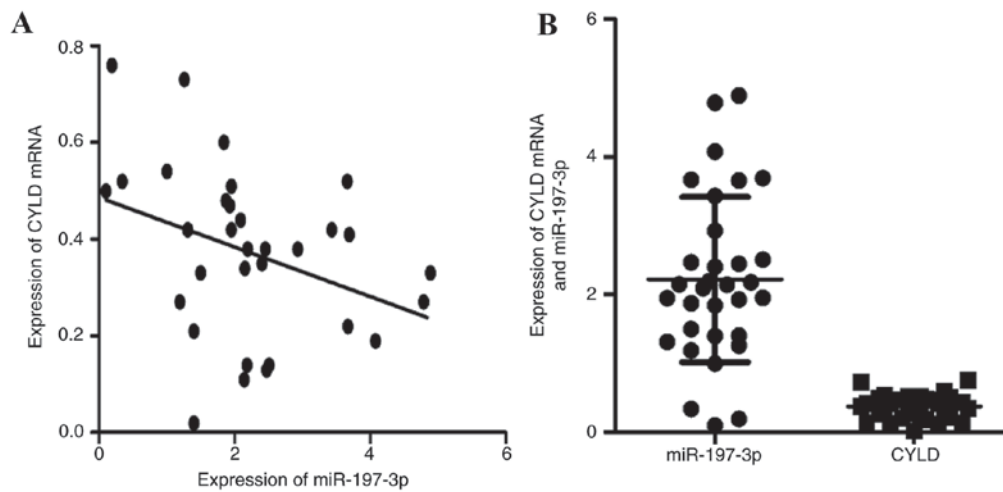 A
Expression of CYLD mRNA
0.8
0.6
0.4
0.2
0.0
0
2
4
6
Expression of miR-197-3p
B
Expression of CYLD mRNA
and miR-197-3p
6
4
2
0
miR-197-3p
CYLD